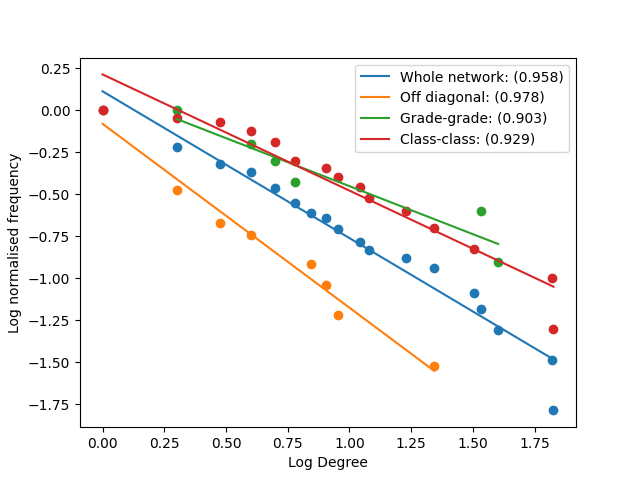 Whole network: (0.958)
Off diagonal: (0.978)
Grade-grade: (0.903)
Class-class: (0.929)
0.25
0.00
−0.25
−0.50
−0.75
−1.00
−1.25
−1.50
−1.75
Log normalised frequency
0.00 0.25 0.50 0.75 1.00 1.25 1.50 1.75
Log Degree